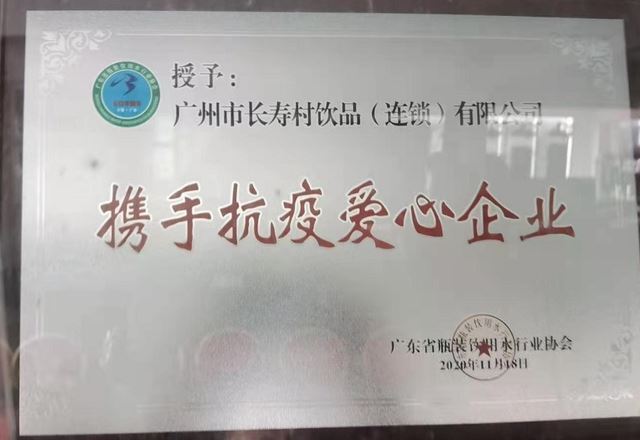 授予：
广州市长寿村饮品（连锁）有限公司
携手抗疫爱心企业
广东省瓶装饮用水行业协会
2020年11月18日